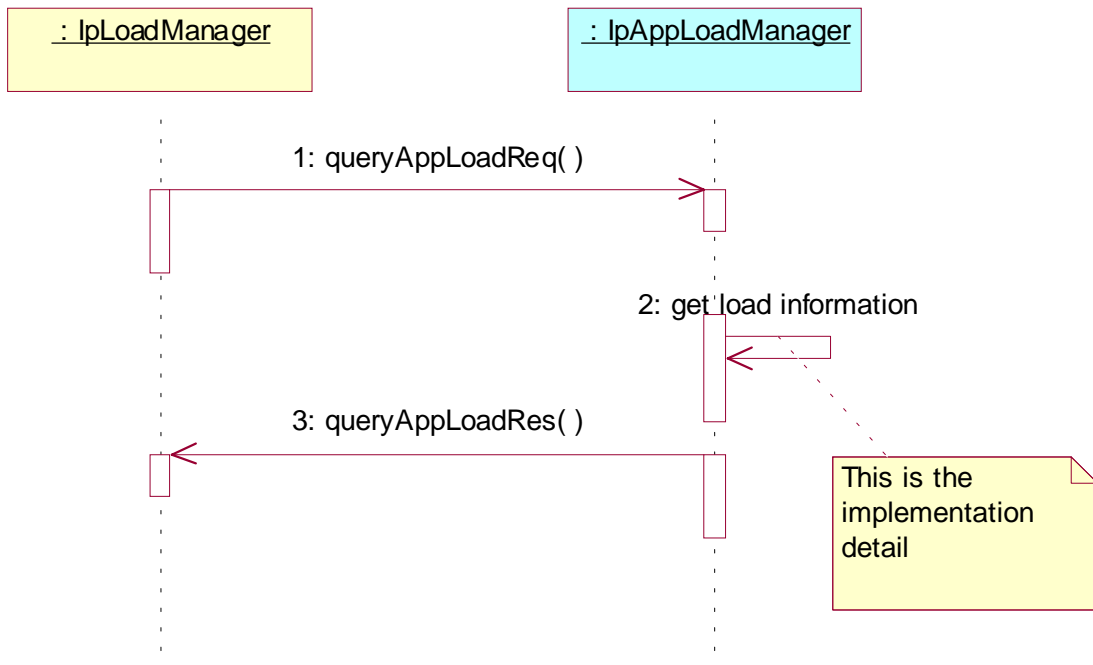 : IpLoadManager
: IpAppLoadManager
1: queryAppLoadReq( )
2: get load information
3: queryAppLoadRes( )
This is the
implementation
detail